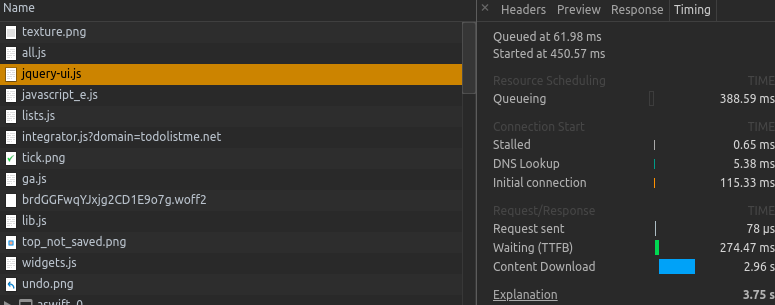 Name
texture.png
all.js
jquery-ui.js
javascript_e.js
lists.js
integrator.js?domain=todolistme.net
tick.png
ga.js
brdGGFwqYJxjg2CD1E9o7g.woff2
lib.js
top_not_saved.png
widgets.js
undo.png
aswift_0
× Headers Preview Response Timing
Queued at 61.98 ms
Started at 450.57 ms
Resource Scheduling TIME
Queueing 388.59 ms
Connection Start TIME
Stalled 0.65 ms
DNS Lookup 5.38 ms
Initial connection 115.33 ms
Request/Response TIME
Request sent 78 μs
Waiting (TTFB) 274.47 ms
Content Download 2.96 s
Explanation 3.75 s